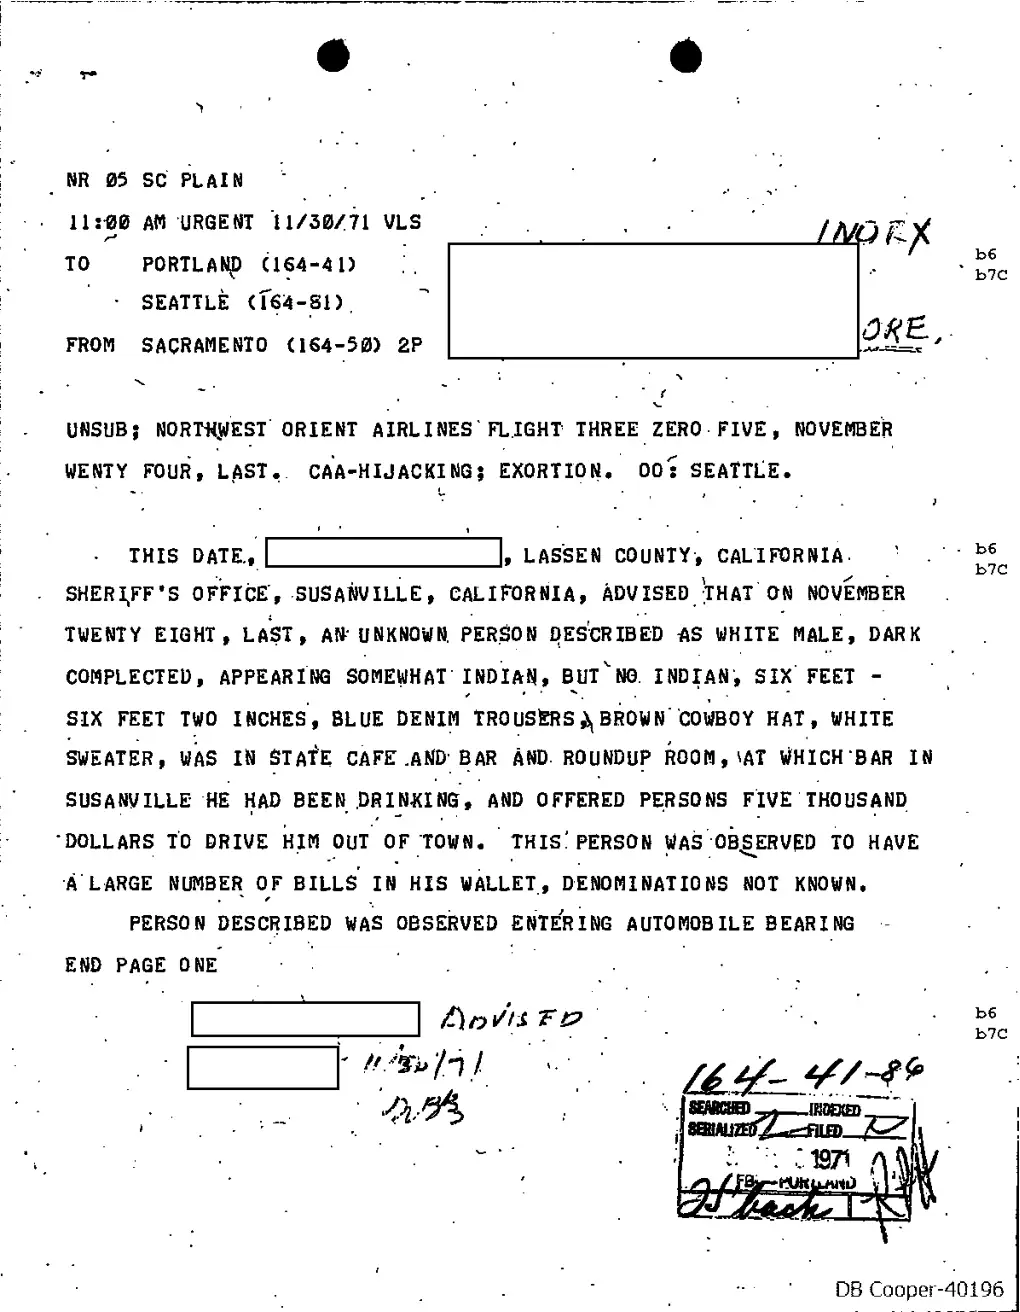 NR 05 SC PLAIN
11:00 AM URGENT 11/30/71 VLS
INDEX
TO PORTLAND (164-41)
b6
b7C
SEATTLE (164-81)
ORE.
FROM SACRAMENTO (164-50) 2P
UNSUB; NORTHWEST ORIENT AIRLINES FLIGHT THREE ZERO FIVE, NOVEMBER
WENTY FOUR, LAST. CAA-HIJACKING; EXORTION. OO: SEATTLE.
THIS DATE, , LASSEN COUNTY, CALIFORNIA
b6
b7C
SHERIFF'S OFFICE, SUSANVILLE, CALIFORNIA, ADVISED THAT ON NOVEMBER
TWENTY EIGHT, LAST, AN UNKNOWN PERSON DESCRIBED AS WHITE MALE, DARK
COMPLECTED, APPEARING SOMEWHAT INDIAN, BUT NO INDIAN, SIX FEET -
SIX FEET TWO INCHES, BLUE DENIM TROUSERS, BROWN COWBOY HAT, WHITE
SWEATER, WAS IN STATE CAFE AND BAR AND ROUNDUP ROOM, AT WHICH BAR IN
SUSANVILLE HE HAD BEEN DRINKING, AND OFFERED PERSONS FIVE THOUSAND
DOLLARS TO DRIVE HIM OUT OF TOWN. THIS PERSON WAS OBSERVED TO HAVE
A LARGE NUMBER OF BILLS IN HIS WALLET, DENOMINATIONS NOT KNOWN.
PERSON DESCRIBED WAS OBSERVED ENTERING AUTOMOBILE BEARING
END PAGE ONE
ADVISED
b6
b7C
11/30/71
164-41-86
SEARCHED INDEXED
SERIALIZED FILED
1971
FBI - PORTLAND
DB Cooper-40196